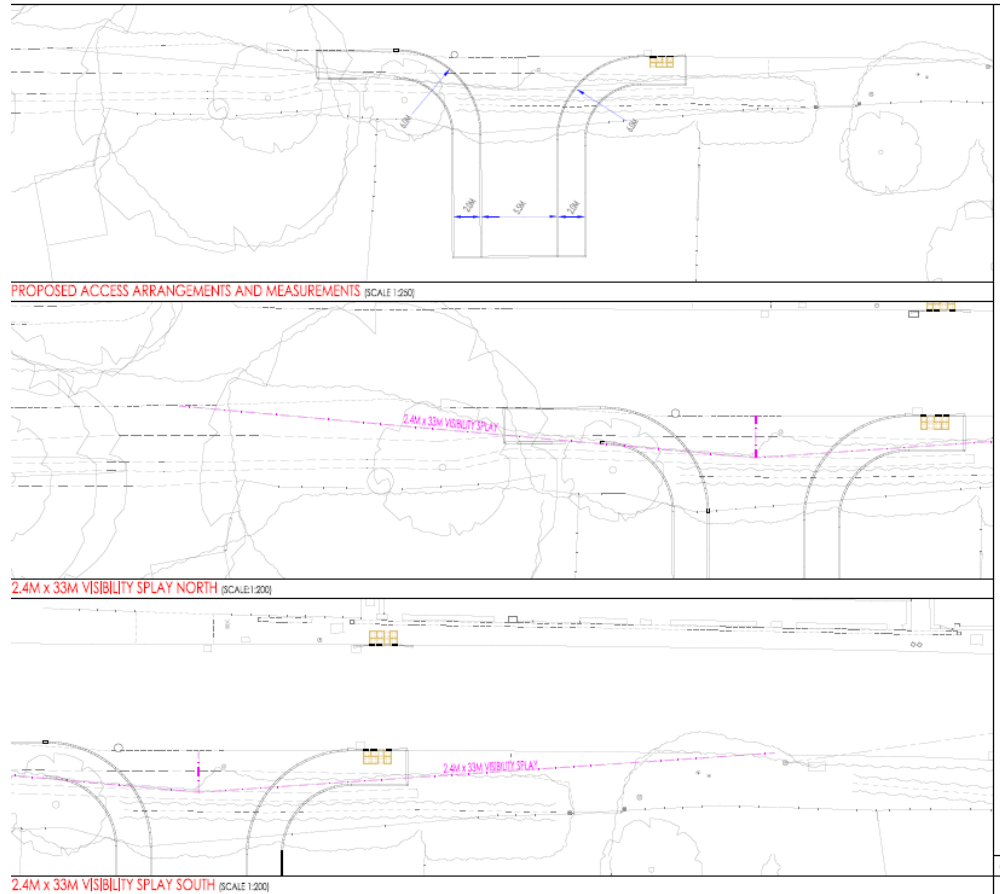 6.0M
6.0M
2.0M
5.5M
2.0M
PROPOSED ACCESS ARRANGEMENTS AND MEASUREMENTS (SCALE 1:250)
2.4M x 33M VISIBILITY SPLAY
2.4M x 33M VISIBILITY SPLAY NORTH (SCALE:1:200)
2.4M x 33M VISIBILITY SPLAY
2.4M x 33M VISIBILITY SPLAY SOUTH (SCALE 1:200)